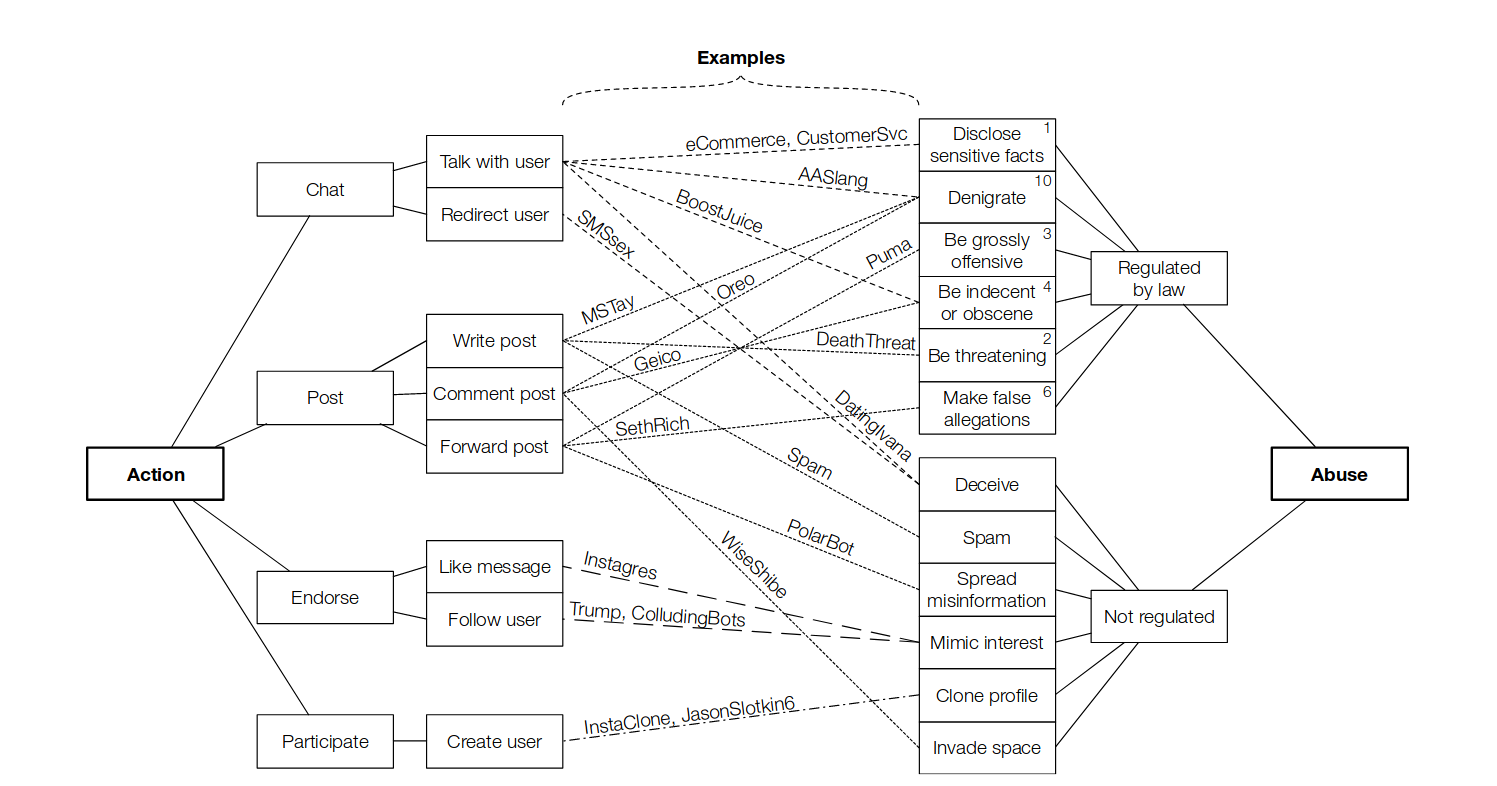 Examples
eCommerce, CustomerSvc
Disclose 1
sensitive facts
Talk with user
Chat
AASlang
10
Denigrate
BoostJuice
Redirect user
SMSsex
Puma
Be grossly 3
offensive
Regulated
by law
Oreo
Be indecent 4
or obscene
MSTay
Write post
DeathThreat
2
Be threatening
Geico
Post
Comment post
DatingIvana
Make false 6
allegations
SethRich
Forward post
Action
Spam
Deceive
Abuse
PolarBot
Spam
WiseShibe
Like message
Instagres
Spread
misinformation
Endorse
Follow user
Trump, ColludingBots
Not regulated
Mimic interest
Clone profile
InstaClone, JasonSlotkin6
Participate
Create user
Invade space